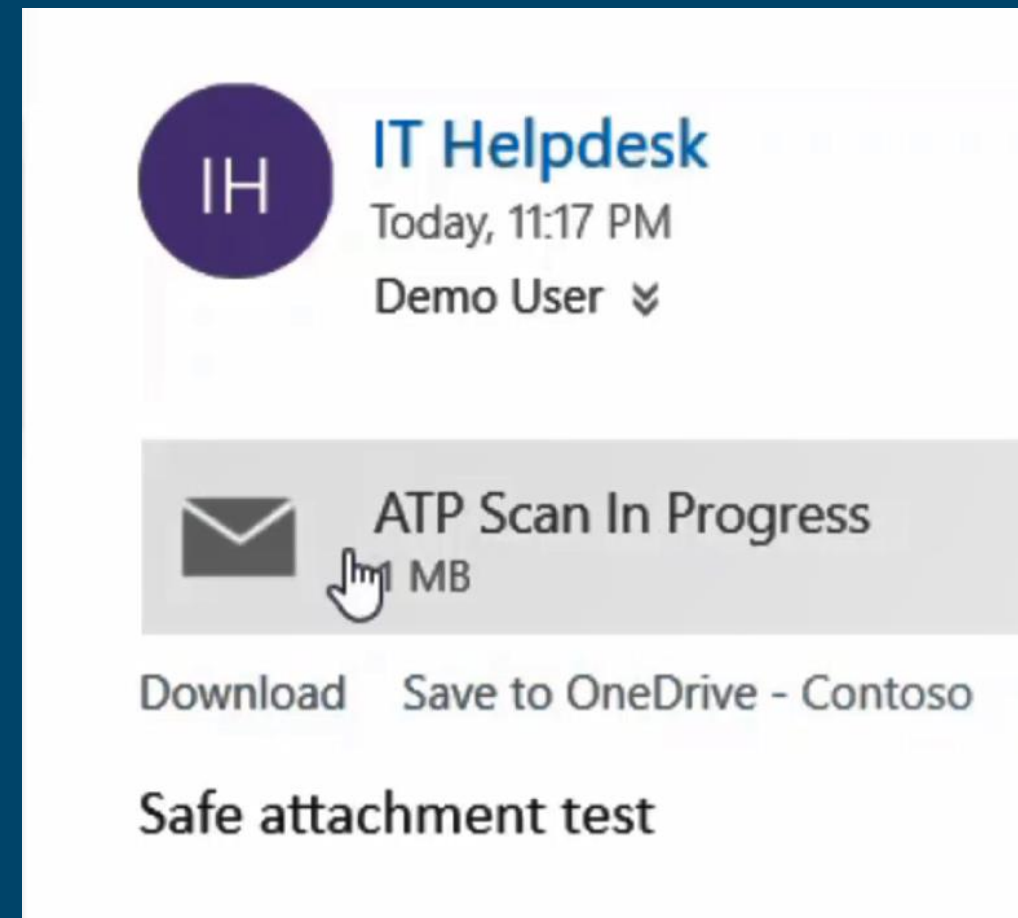 IH
IT Helpdesk
Today, 11:17 PM
Demo User
ATP Scan In Progress
1 MB
Download Save to OneDrive - Contoso
Safe attachment test